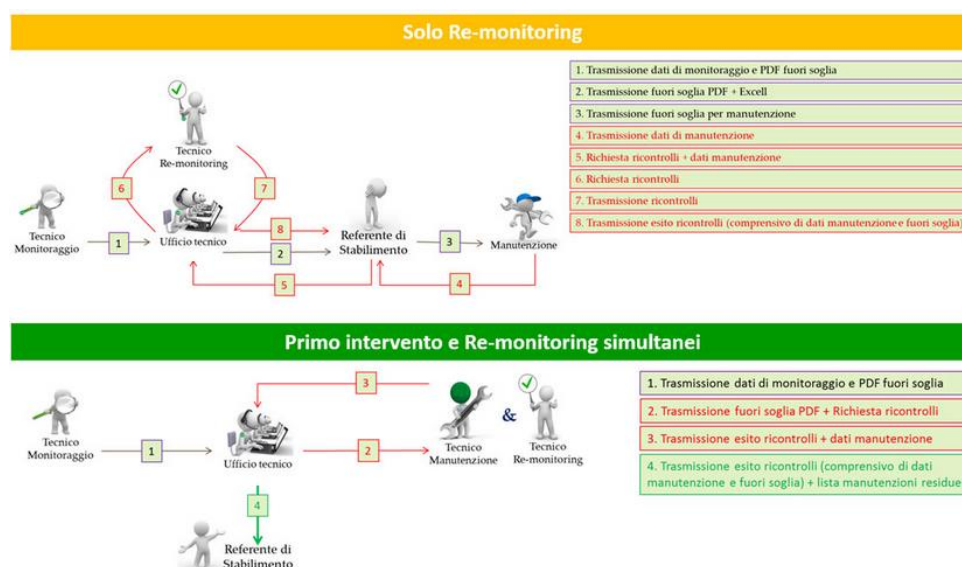 Solo Re-monitoring
1. Trasmissione dati di monitoraggio e PDF fuori soglia
2. Trasmissione fuori soglia PDF + Excell
3. Trasmissione fuori soglia per manutenzione
4. Trasmissione dati di manutenzione
5. Richiesta ricontrolli + dati manutenzione
6. Richiesta ricontrolli
7. Trasmissione ricontrolli
8. Trasmissione esito ricontrolli (comprensivo di dati manutenzione e fuori soglia)
Tecnico
Re-monitoring
6
7
Tecnico
Monitoraggio
1
Ufficio tecnico
8
2
Referente di
Stabilimento
3
Manutenzione
5
4
Primo intervento e Re-monitoring simultanei
1. Trasmissione dati di monitoraggio e PDF fuori soglia
2. Trasmissione fuori soglia PDF + Richiesta ricontrolli
3. Trasmissione esito ricontrolli + dati manutenzione
4. Trasmissione esito ricontrolli (comprensivo di dati
manutenzione e fuori soglia) + lista manutenzioni residue
3
Tecnico
Monitoraggio
1
Ufficio tecnico
2
Tecnico
Manutenzione
&
Tecnico
Re-monitoring
4
Referente di
Stabilimento